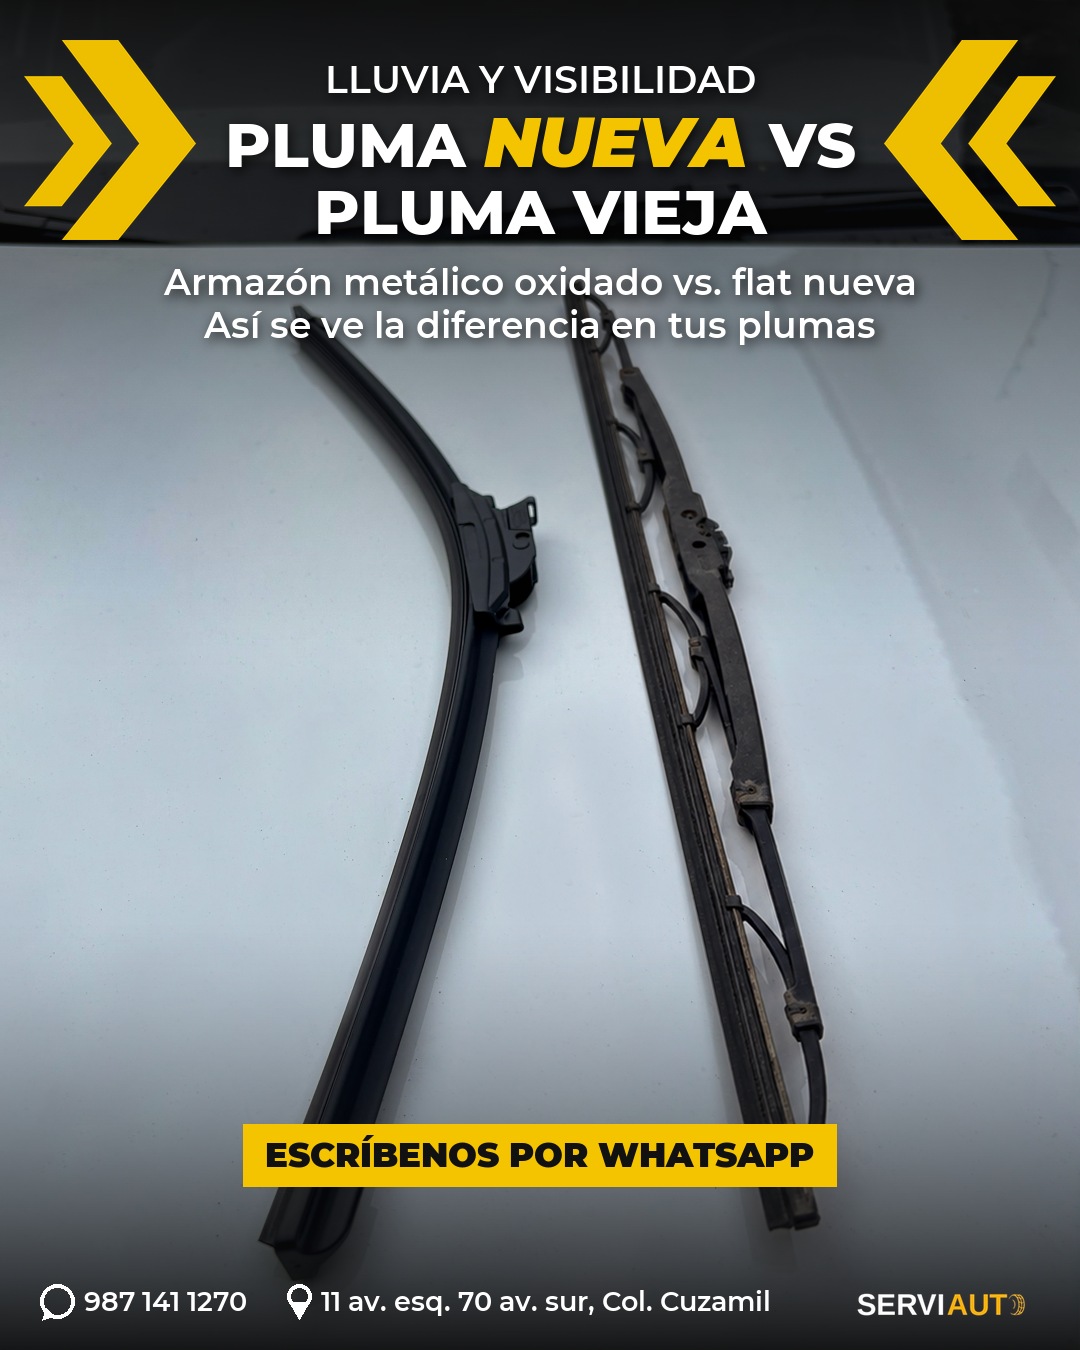 LLUVIA Y VISIBILIDAD
PLUMA NUEVA VS
PLUMA VIEJA
Armazón metálico oxidado vs. flat nueva
Así se ve la diferencia en tus plumas
ESCRÍBENOS POR WHATSAPP
987 141 1270
11 av. esq. 70 av. sur, Col. Cuzamil
SERVIAUTO